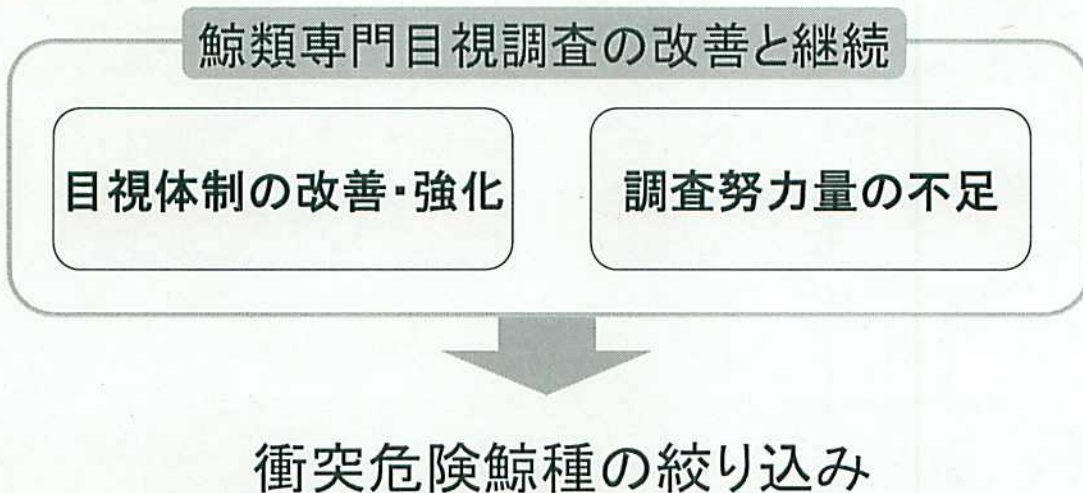 鯨類専門目視調査の改善と継続
目視体制の改善・強化
調査努力量の不足
衝突危険鯨種の絞り込み